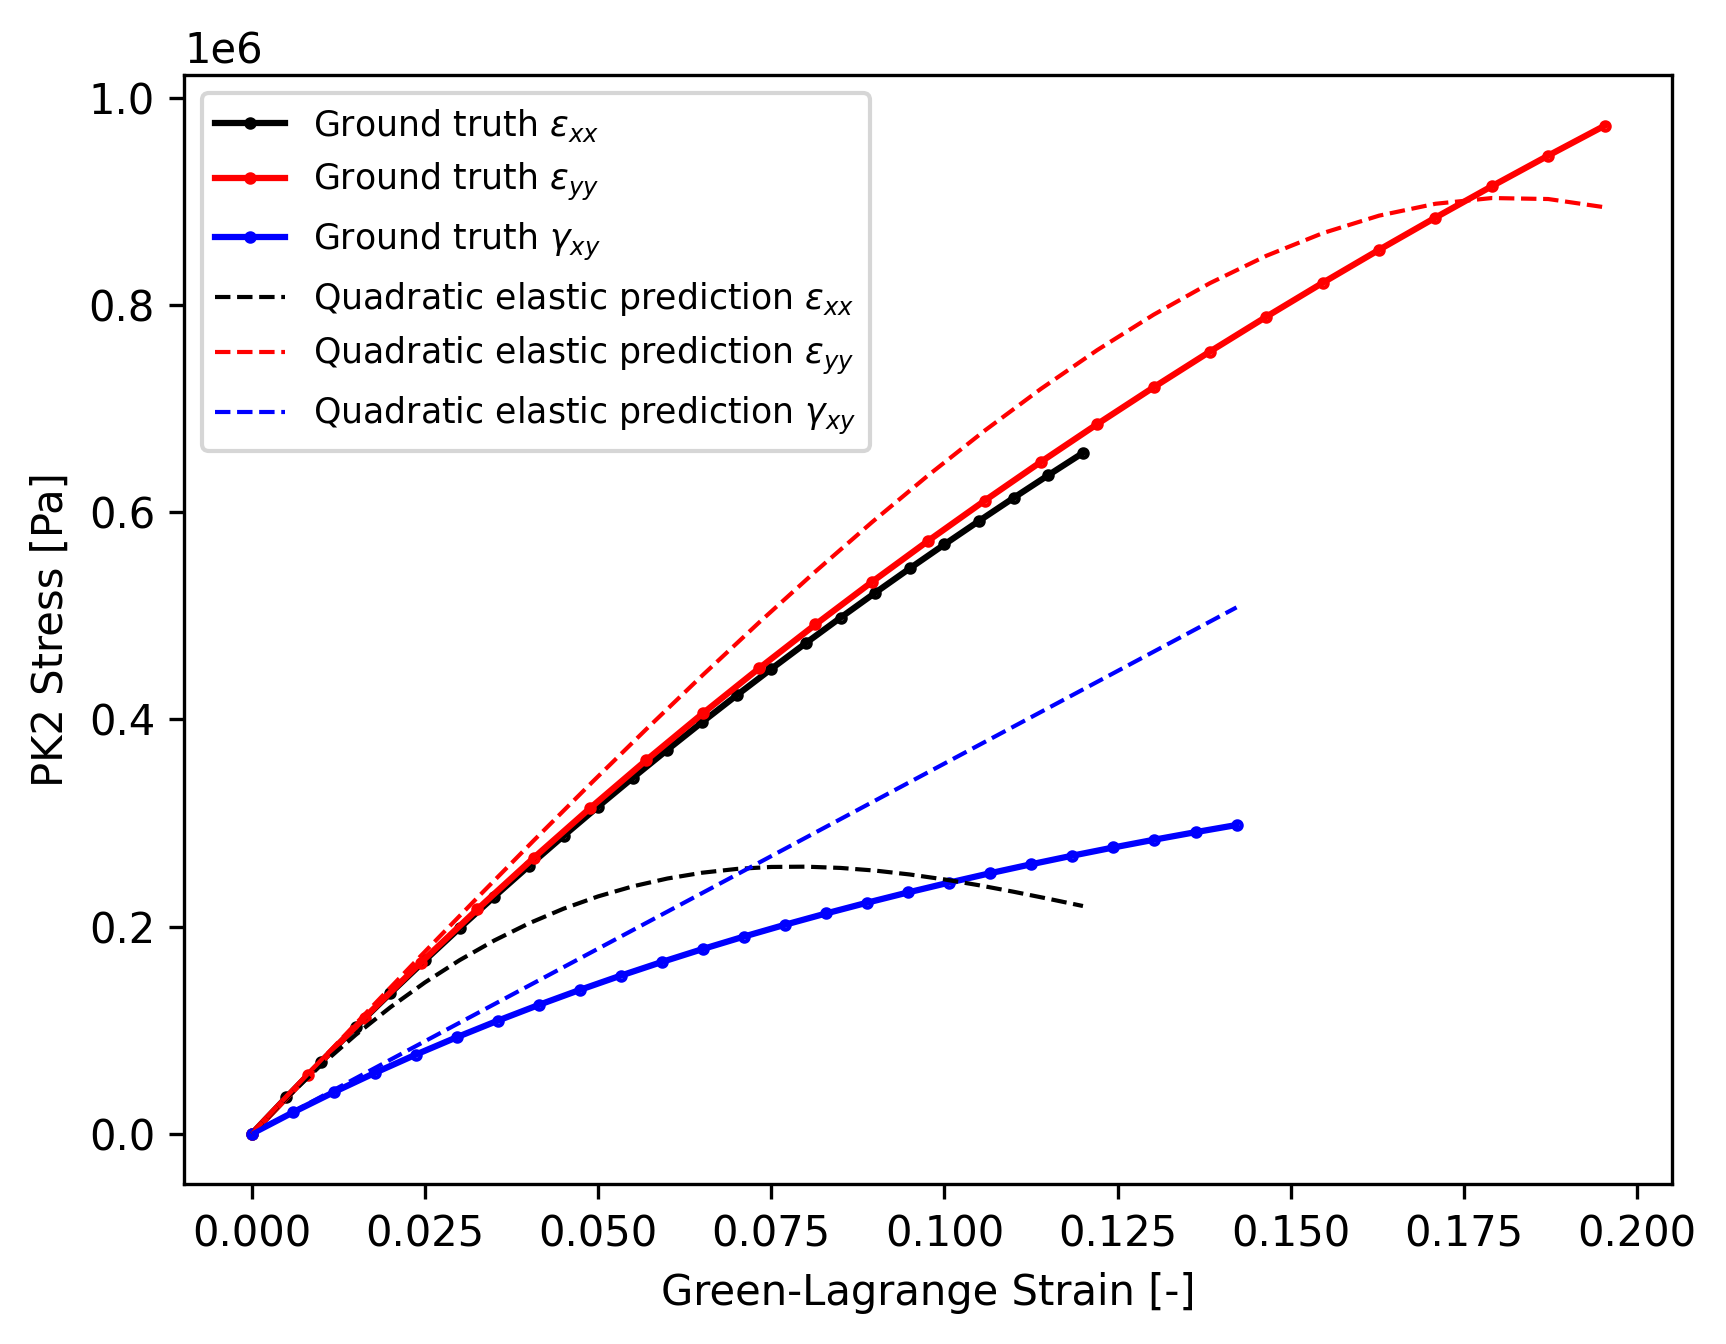 1e6
1.0
0.8
0.6
0.4
0.2
0.0
PK2 Stress [Pa]
Ground truth εxx
Ground truth εyy
Ground truth γxy
Quadratic elastic prediction εxx
Quadratic elastic prediction εyy
Quadratic elastic prediction γxy
0.000 0.025 0.050 0.075 0.100 0.125 0.150 0.175 0.200
Green-Lagrange Strain [-]